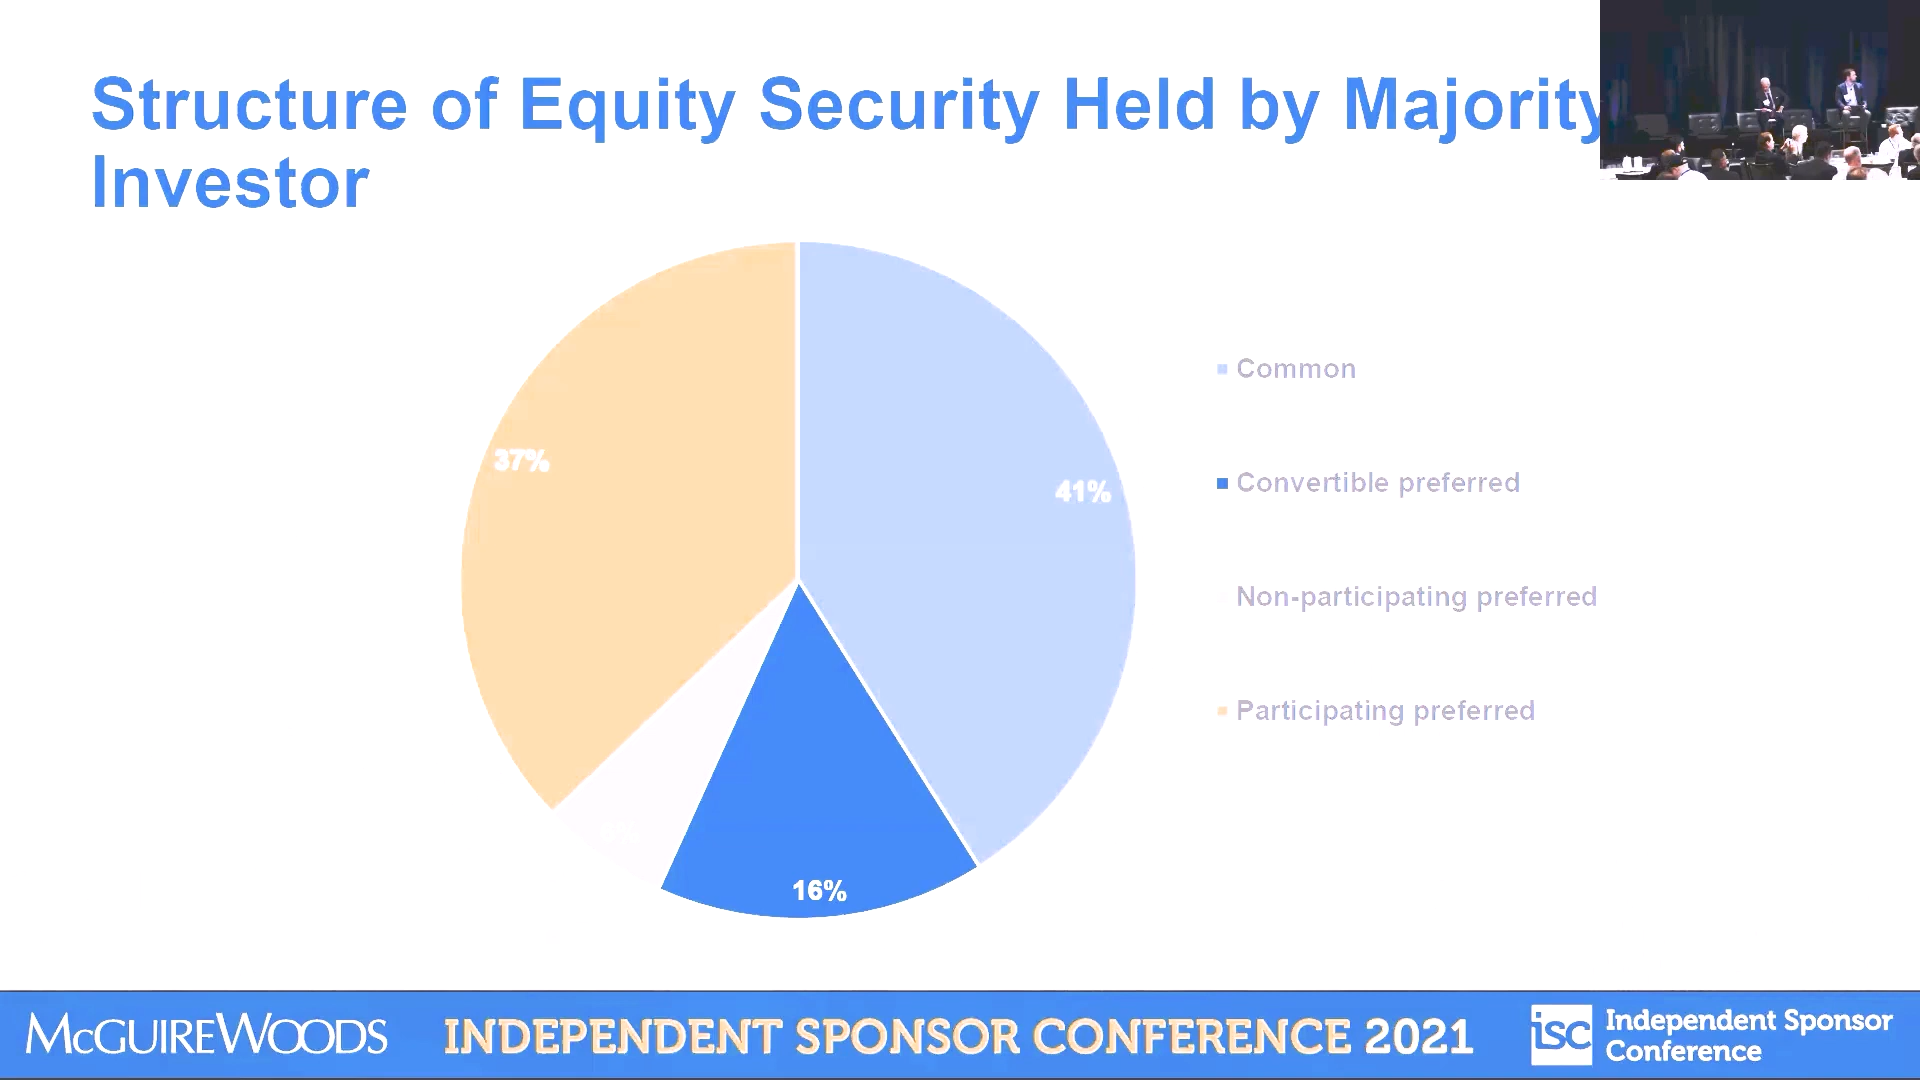 Structure of Equity Security Held by Majority
Investor
37%
41%
16%
Common
Convertible preferred
Non-participating preferred
Participating preferred
McGUIREWOODS
INDEPENDENT SPONSOR CONFERENCE 2021
isc
Independent Sponsor
Conference